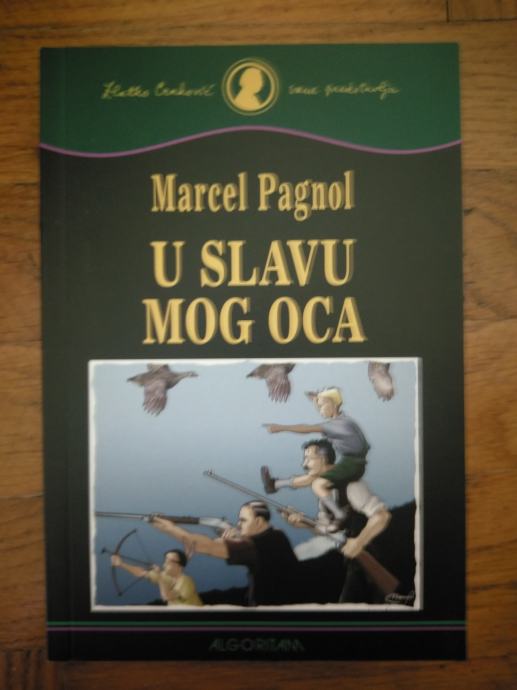 Zlatko Crnković vam predstavlja
Marcel Pagnol
U SLAVU
MOG OCA
ALGORITAM